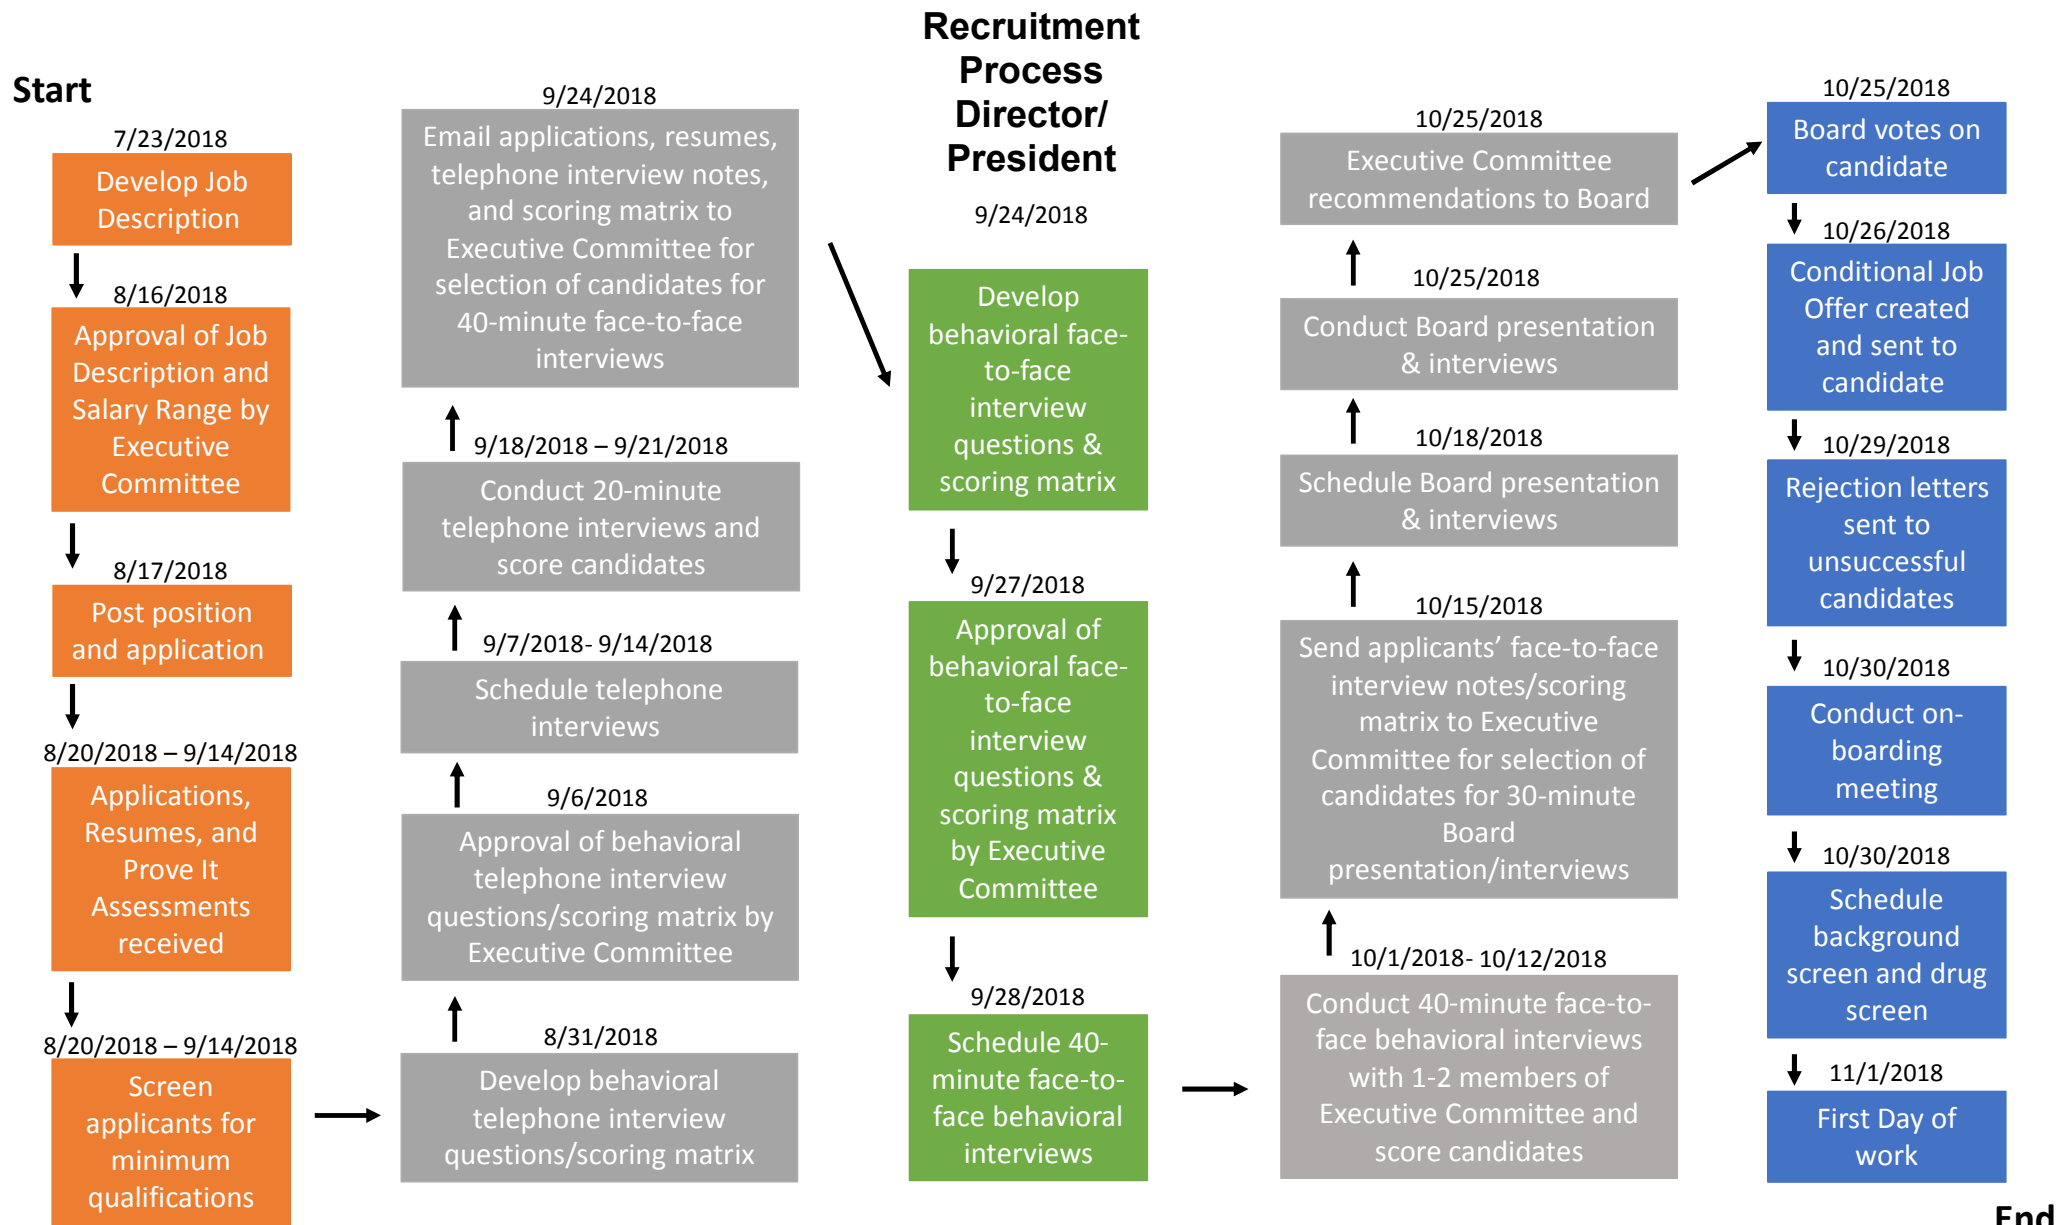 Recruitment
Process
Director/
President
Start
7/23/2018
Develop Job
Description
8/16/2018
Approval of Job
Description and
Salary Range by
Executive
Committee
8/17/2018
Post position
and application
8/20/2018 – 9/14/2018
Applications,
Resumes, and
Prove It
Assessments
received
8/20/2018 – 9/14/2018
Screen
applicants for
minimum
qualifications
8/31/2018
Develop behavioral
telephone interview
questions/scoring matrix
9/6/2018
Approval of behavioral
telephone interview
questions/scoring matrix by
Executive Committee
9/7/2018- 9/14/2018
Schedule telephone
interviews
9/18/2018 – 9/21/2018
Conduct 20-minute
telephone interviews and
score candidates
9/24/2018
Email applications, resumes,
telephone interview notes,
and scoring matrix to
Executive Committee for
selection of candidates for
40-minute face-to-face
interviews
9/24/2018
Develop
behavioral face-
to-face
interview
questions &
scoring matrix
9/27/2018
Approval of
behavioral face-
to-face
interview
questions &
scoring matrix
by Executive
Committee
9/28/2018
Schedule 40-
minute face-to-
face behavioral
interviews
10/1/2018- 10/12/2018
Conduct 40-minute face-to-
face behavioral interviews
with 1-2 members of
Executive Committee and
score candidates
10/15/2018
Send applicants’ face-to-face
interview notes/scoring
matrix to Executive
Committee for selection of
candidates for 30-minute
Board
presentation/interviews
10/18/2018
Schedule Board presentation
& interviews
10/25/2018
Conduct Board presentation
& interviews
10/25/2018
Executive Committee
recommendations to Board
10/25/2018
Board votes on
candidate
10/26/2018
Conditional Job
Offer created
and sent to
candidate
10/29/2018
Rejection letters
sent to
unsuccessful
candidates
10/30/2018
Conduct on-
boarding
meeting
10/30/2018
Schedule
background
screen and drug
screen
11/1/2018
First Day of
work
End